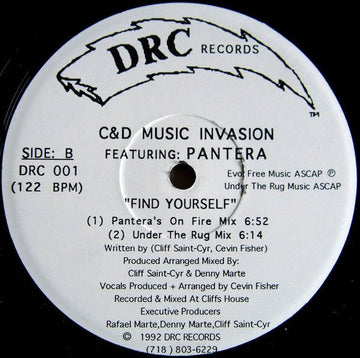 DRC RECORDS
TM
C&D MUSIC INVASION
SIDE: B
FEATURING: PANTERA
DRC 001
(122 BPM)
Evot Free Music ASCAP Ⓟ
Under The Rug Music ASCAP Ⓟ
"FIND YOURSELF"
(1) Pantera's On Fire Mix 6:52
(2) Under The Rug Mix 6:14
Written by (Cliff Saint-Cyr, Cevin Fisher)
Produced Arranged Mixed By:
Cliff Saint-Cyr & Denny Marte
Vocals Produced + Arranged by Cevin Fisher
Recorded & Mixed At Cliffs House
Executive Producers
Rafael Marte,Denny Marte,Cliff Saint-Cyr
© 1992 DRC RECORDS
(718 ) 803-6229